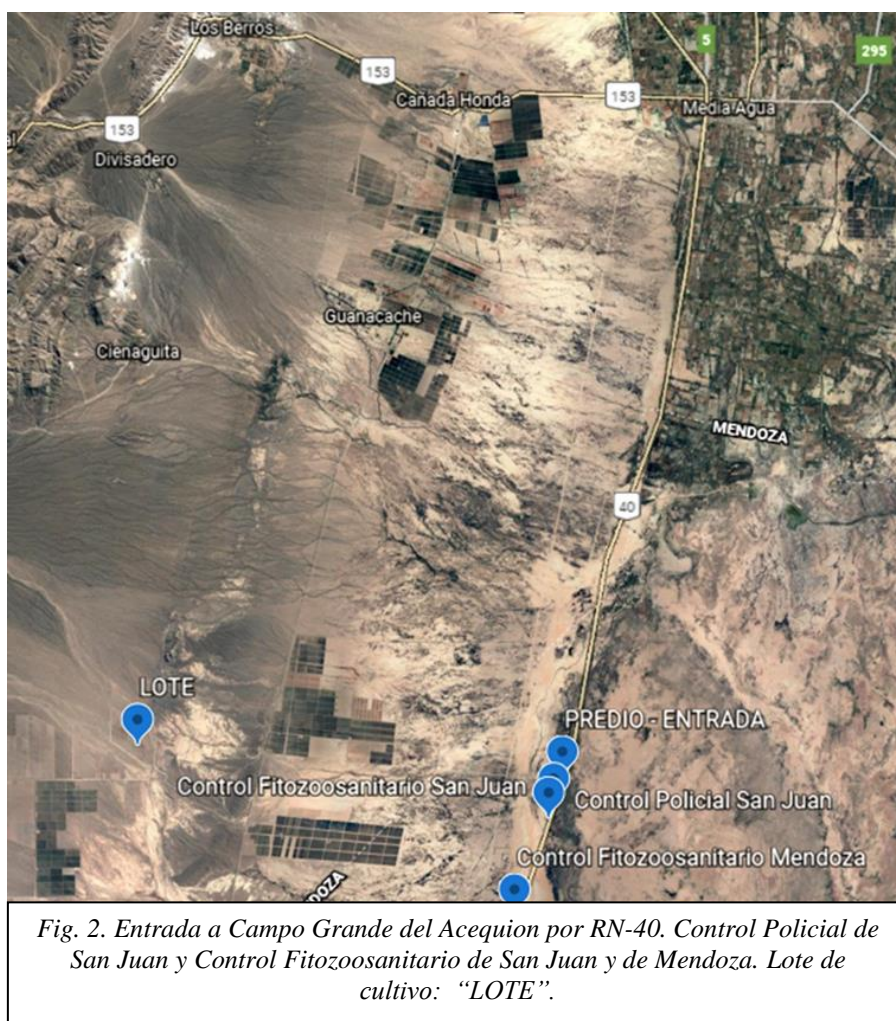 Los Berros
5
295
153
Cañada Honda
153
Media Agua
al
153
Divisadero
Guanacache
Cienaguita
MENDOZA
40
LOTE
PREDIO - ENTRADA
Control Fitozoosanitario San Juan
Control Policial San Juan
Control Fitozoosanitario Mendoza
DOZA
Fig. 2. Entrada a Campo Grande del Acequion por RN-40. Control Policial de
San Juan y Control Fitozoosanitario de San Juan y de Mendoza. Lote de
cultivo: “LOTE”.